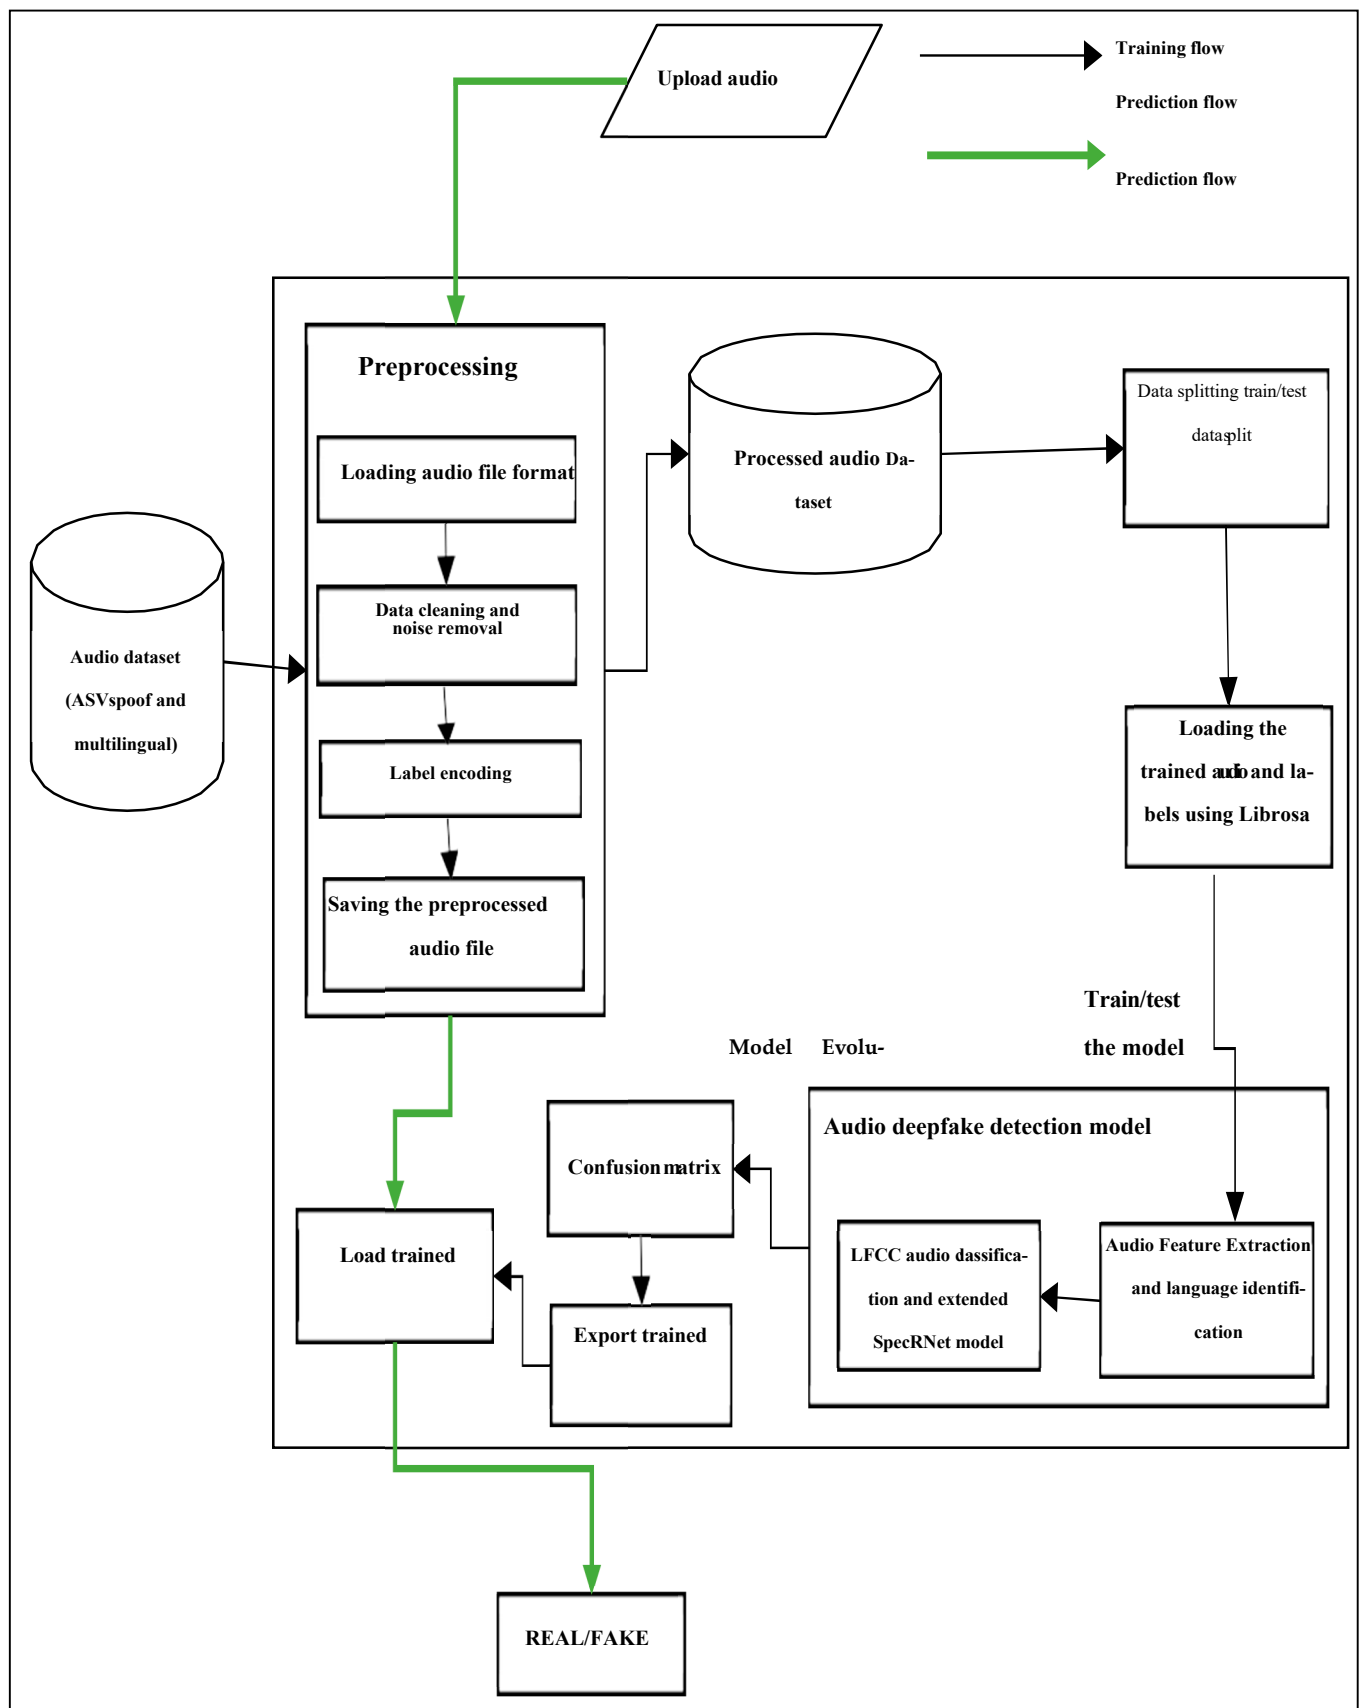 Upload audio
Training flow
Prediction flow
Prediction flow
Preprocessing
Loading audio file format
Data cleaning and
noise removal
Label encoding
Saving the preprocessed
audio file
Audio dataset
(ASVspoof and
multilingual)
Processed audio Da-
taset
Data splitting train/test
datasplit
Loading the
trained audio and la-
bels using Librosa
Train/test
the model
Model Evolu-
Audio deepfake detection model
Confusion matrix
LFCC audio dassifica-
tion and extended
SpecRNet model
Audio Feature Extraction
and language identifi-
cation
Load trained
Export trained
REAL/FAKE